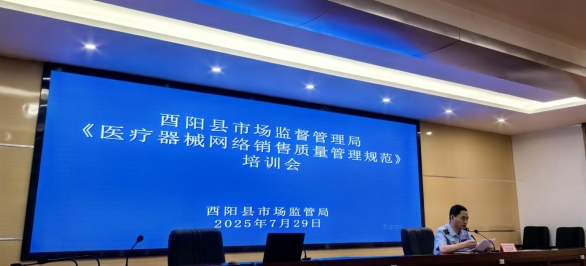 酉阳县市场监督管理局
《医疗器械网络销售质量管理规范》
培训会
酉阳县市场监管局
2025年7月29日